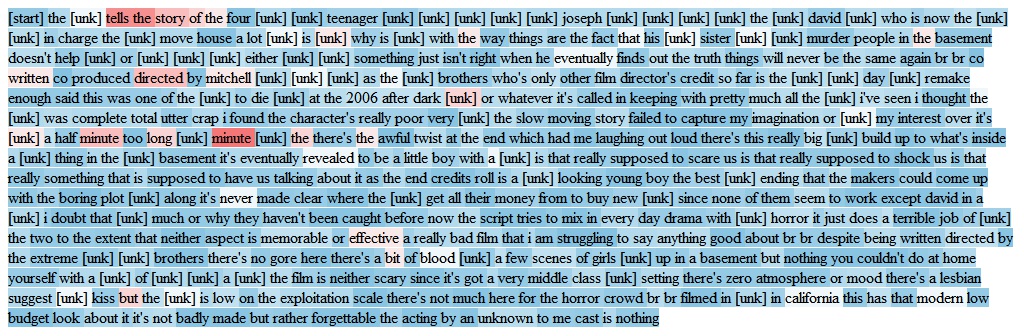 [start] the [unk] tells the story of the four [unk] [unk] teenager [unk] [unk] [unk] [unk] [unk] joseph [unk] [unk] [unk] [unk] the [unk] david [unk] who is now the [unk]
[unk] in charge the [unk] move house a lot [unk] is [unk] why is [unk] with the way things are the fact that his [unk] sister [unk] [unk] murder people in the basement
doesn't help [unk] or [unk] [unk] [unk] either [unk] [unk] something just isn't right when he eventually finds out the truth things will never be the same again br br co
written co produced directed by mitchell [unk] [unk] [unk] [unk] as the [unk] brothers who's only other film director's credit so far is the [unk] [unk] day [unk] remake
enough said this was one of the [unk] to die [unk] at the 2006 after dark [unk] or whatever it's called in keeping with pretty much all the [unk] i've seen i thought the
[unk] was complete total utter crap i found the character's really poor very [unk] the slow moving story failed to capture my imagination or [unk] my interest over it's
[unk] a half minute too long [unk] minute [unk] the there's the awful twist at the end which had me laughing out loud there's this really big [unk] build up to what's inside
a [unk] thing in the [unk] basement it's eventually revealed to be a little boy with a [unk] is that really supposed to scare us is that really supposed to shock us is that
really something that is supposed to have us talking about it as the end credits roll is a [unk] looking young boy the best [unk] ending that the makers could come up
with the boring plot [unk] along it's never made clear where the [unk] get all their money from to buy new [unk] since none of them seem to work except david in a
[unk] i doubt that [unk] much or why they haven't been caught before now the script tries to mix in every day drama with [unk] horror it just does a terrible job of [unk]
the two to the extent that neither aspect is memorable or effective a really bad film that i am struggling to say anything good about br br despite being written directed by
the extreme [unk] [unk] brothers there's no gore here there's a bit of blood [unk] a few scenes of girls [unk] up in a basement but nothing you couldn't do at home
yourself with a [unk] of [unk] [unk] a [unk] the film is neither scary since it's got a very middle class [unk] setting there's zero atmosphere or mood there's a lesbian
suggest [unk] kiss but the [unk] is low on the exploitation scale there's not much here for the horror crowd br br filmed in [unk] in california this has that modern low
budget look about it it's not badly made but rather forgettable the acting by an unknown to me cast is nothing